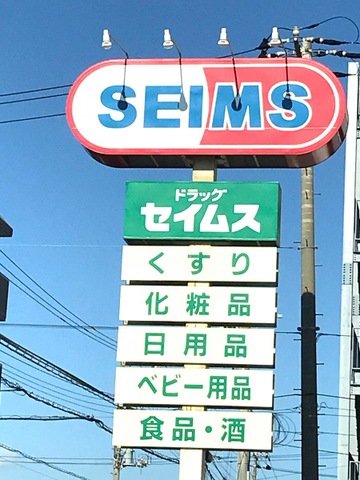 SEIMS
ドラッグ
セイムス
くすり
化粧品
日用品
ベビー用品
食品・酒